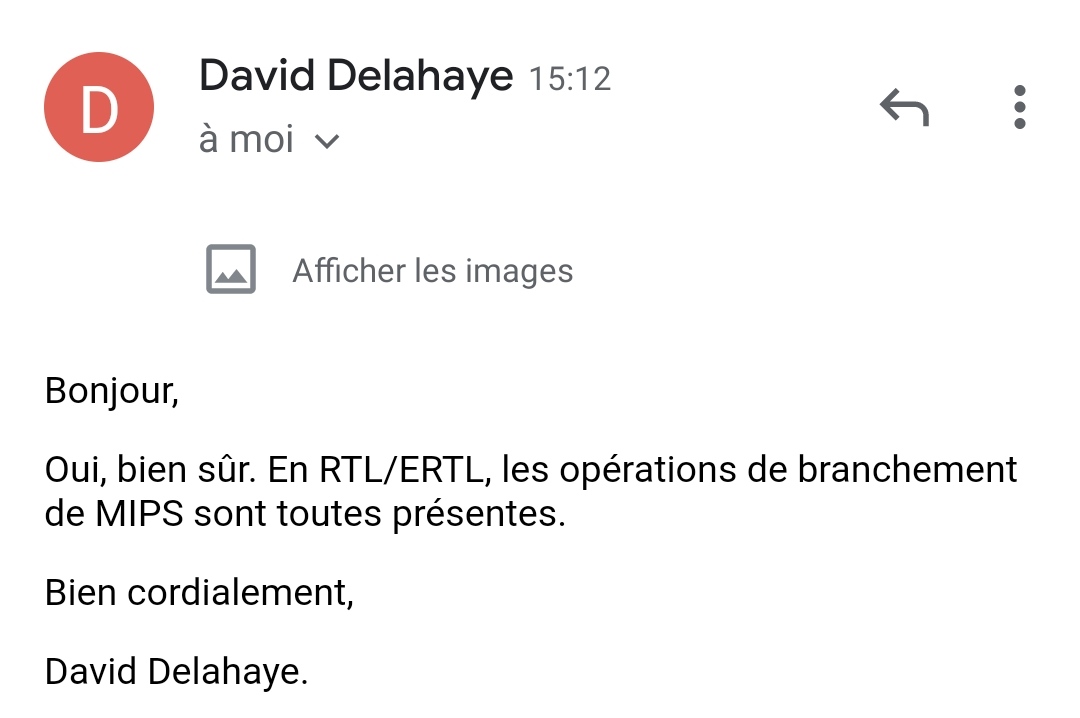 D
David Delahaye 15:12
à moi
Afficher les images
Bonjour,
Oui, bien sûr. En RTL/ERTL, les opérations de branchement
de MIPS sont toutes présentes.
Bien cordialement,
David Delahaye.